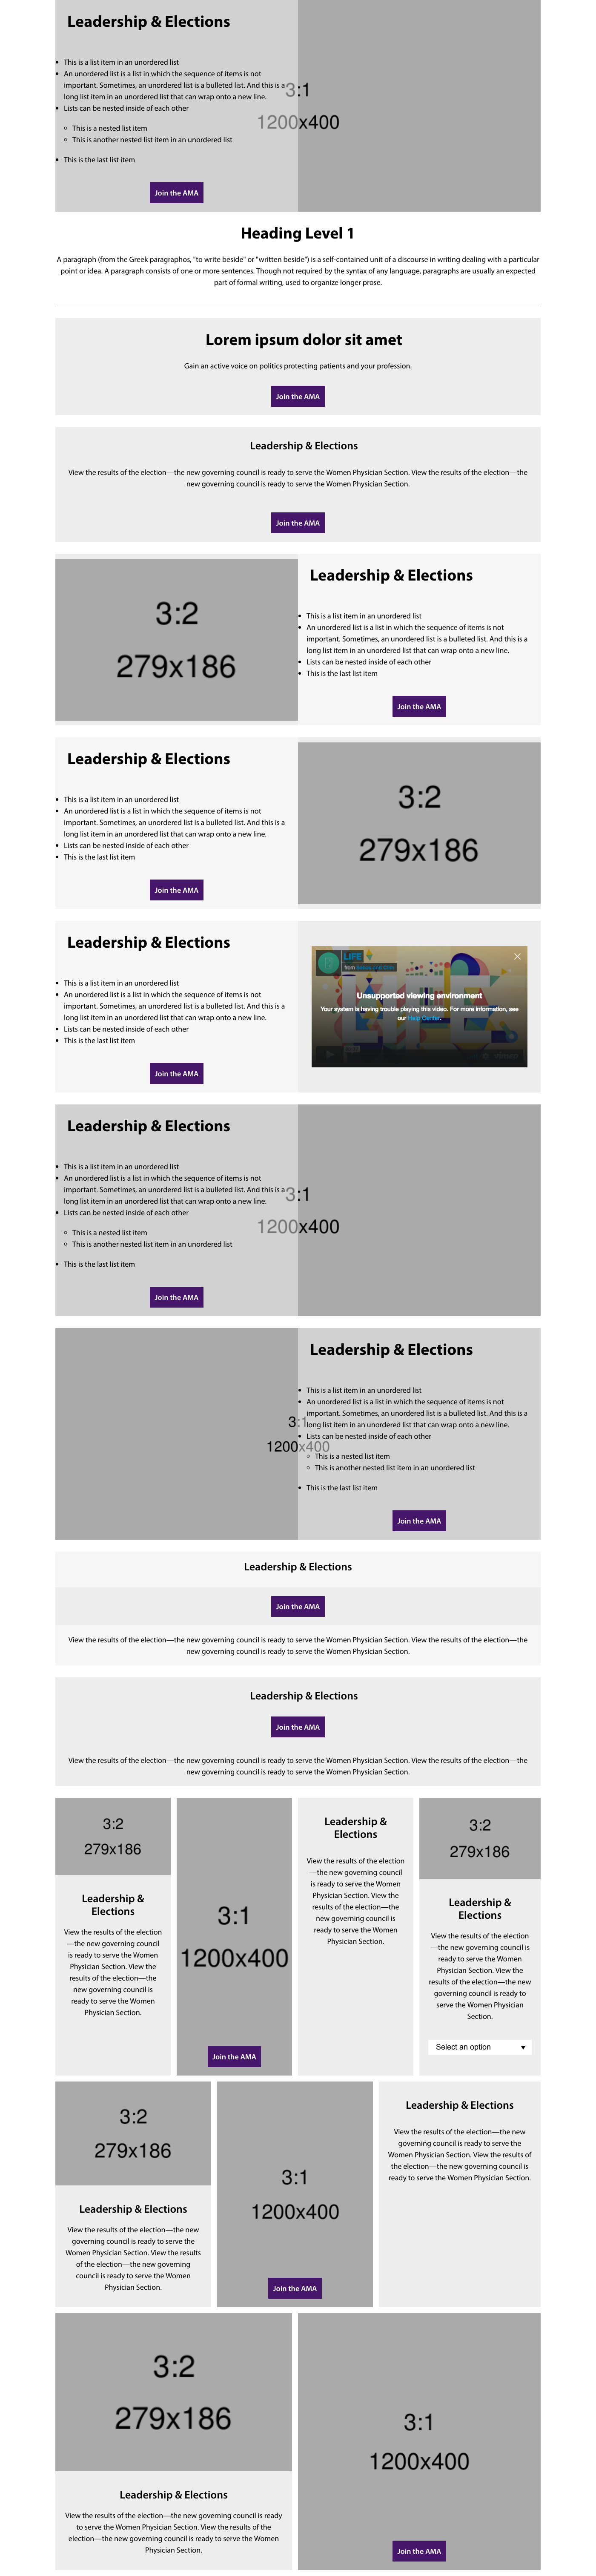 Leadership & Elections
This is a list item in an unordered list
An unordered list is a list in which the sequence of items is not
important. Sometimes, an unordered list is a bulleted list. And this is a
long list item in an unordered list that can wrap onto a new line.
Lists can be nested inside of each other
This is a nested list item
This is another nested list item in an unordered list
This is the last list item
Join the AMA
3:1
1200x400
Heading Level 1
A paragraph (from the Greek paragraphos, "to write beside" or "written beside") is a self-contained unit of a discourse in writing dealing with a particular
point or idea. A paragraph consists of one or more sentences. Though not required by the syntax of any language, paragraphs are usually an expected
part of formal writing, used to organize longer prose.
Lorem ipsum dolor sit amet
Gain an active voice on politics protecting patients and your profession.
Join the AMA
Leadership & Elections
View the results of the election—the new governing council is ready to serve the Women Physician Section. View the results of the election—the
new governing council is ready to serve the Women Physician Section.
Join the AMA
3:2
279x186
Leadership & Elections
This is a list item in an unordered list
An unordered list is a list in which the sequence of items is not
important. Sometimes, an unordered list is a bulleted list. And this is a
long list item in an unordered list that can wrap onto a new line.
Lists can be nested inside of each other
This is the last list item
Join the AMA
Leadership & Elections
This is a list item in an unordered list
An unordered list is a list in which the sequence of items is not
important. Sometimes, an unordered list is a bulleted list. And this is a
long list item in an unordered list that can wrap onto a new line.
Lists can be nested inside of each other
This is the last list item
Join the AMA
3:2
279x186
Leadership & Elections
This is a list item in an unordered list
An unordered list is a list in which the sequence of items is not
important. Sometimes, an unordered list is a bulleted list. And this is a
long list item in an unordered list that can wrap onto a new line.
Lists can be nested inside of each other
This is the last list item
Join the AMA
LIFE
from
Unsupported viewing environment
Your system is having trouble playing this video. For more information, see
our Help Center.
Leadership & Elections
This is a list item in an unordered list
An unordered list is a list in which the sequence of items is not
important. Sometimes, an unordered list is a bulleted list. And this is a
long list item in an unordered list that can wrap onto a new line.
Lists can be nested inside of each other
This is a nested list item
This is another nested list item in an unordered list
This is the last list item
Join the AMA
3:1
1200x400
3:1
1200x400
Leadership & Elections
This is a list item in an unordered list
An unordered list is a list in which the sequence of items is not
important. Sometimes, an unordered list is a bulleted list. And this is a
long list item in an unordered list that can wrap onto a new line.
Lists can be nested inside of each other
This is a nested list item
This is another nested list item in an unordered list
This is the last list item
Join the AMA
Leadership & Elections
Join the AMA
View the results of the election—the new governing council is ready to serve the Women Physician Section. View the results of the election—the
new governing council is ready to serve the Women Physician Section.
Leadership & Elections
Join the AMA
View the results of the election—the new governing council is ready to serve the Women Physician Section. View the results of the election—the
new governing council is ready to serve the Women Physician Section.
3:2
279x186
Leadership &
Elections
View the results of the election
—the new governing council
is ready to serve the Women
Physician Section. View the
results of the election—the
new governing council is
ready to serve the Women
Physician Section.
3:1
1200x400
Join the AMA
Leadership &
Elections
View the results of the election
—the new governing council
is ready to serve the Women
Physician Section. View the
results of the election—the
new governing council is
ready to serve the Women
Physician Section.
3:2
279x186
Leadership &
Elections
View the results of the election
—the new governing council is
ready to serve the Women
Physician Section. View the
results of the election—the new
governing council is ready to
serve the Women Physician
Section.
Select an option
3:2
279x186
Leadership & Elections
View the results of the election—the new
governing council is ready to serve the
Women Physician Section. View the results
of the election—the new governing
council is ready to serve the Women
Physician Section.
3:1
1200x400
Join the AMA
Leadership & Elections
View the results of the election—the new
governing council is ready to serve the
Women Physician Section. View the results of
the election—the new governing council is
ready to serve the Women Physician Section.
3:2
279x186
Leadership & Elections
View the results of the election—the new governing council is ready
to serve the Women Physician Section. View the results of the
election—the new governing council is ready to serve the Women
Physician Section.
3:1
1200x400
Join the AMA